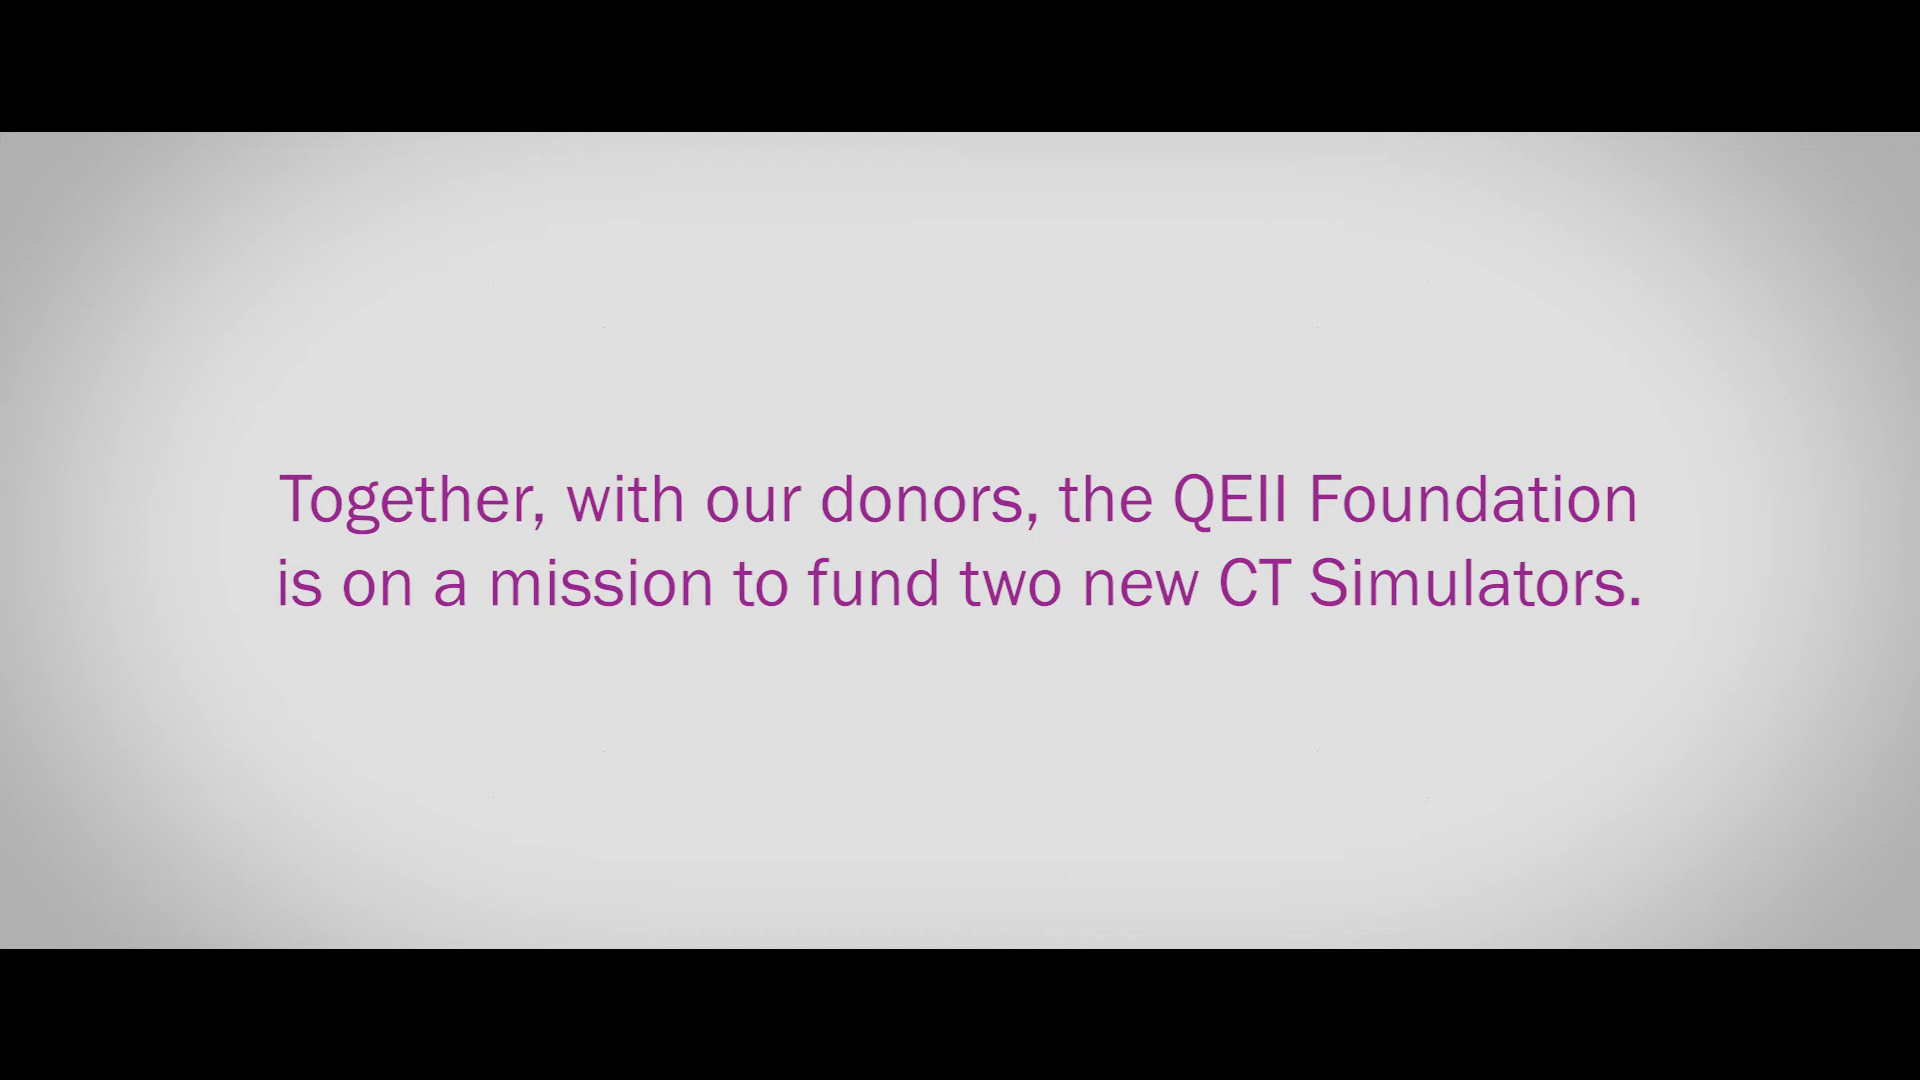 Together, with our donors, the QEII Foundation
is on a mission to fund two new CT Simulators.